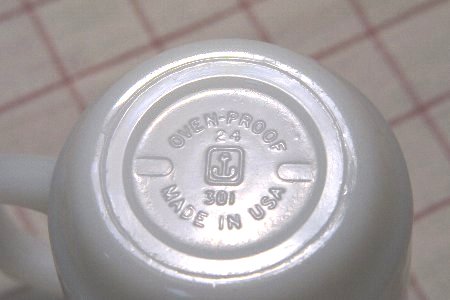 OVEN-PROOF
24
301
MADE IN USA